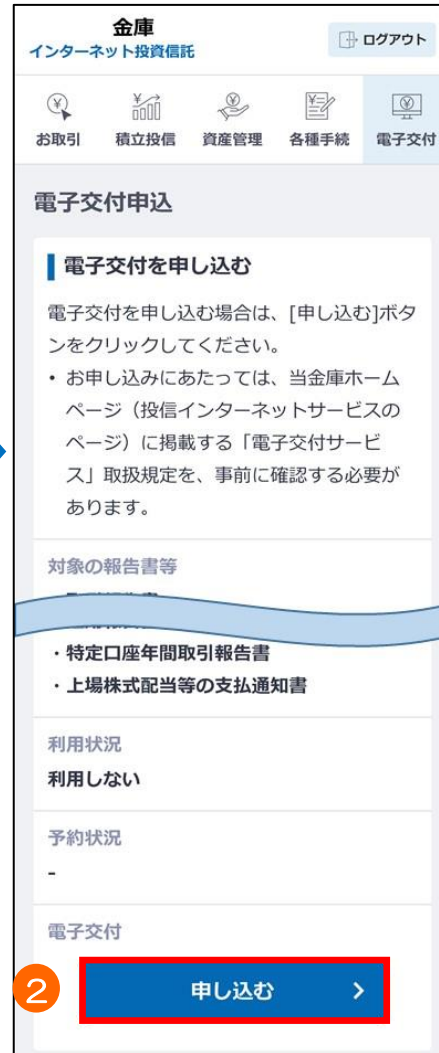 金庫
インターネット投資信託
ログアウト
お取引 積立投信 資産管理 各種手続 電子交付
電子交付申込
電子交付を申し込む
電子交付を申し込む場合は、[申し込む]ボタ
ンをクリックしてください。
・お申し込みにあたっては、当金庫ホーム
ページ（投信インターネットサービスの
ページ）に掲載する「電子交付サービ
ス」取扱規定を、事前に確認する必要が
あります。
対象の報告書等
・特定口座年間取引報告書
・上場株式配当等の支払通知書
利用状況
利用しない
予約状況
-
電子交付
2
申し込む